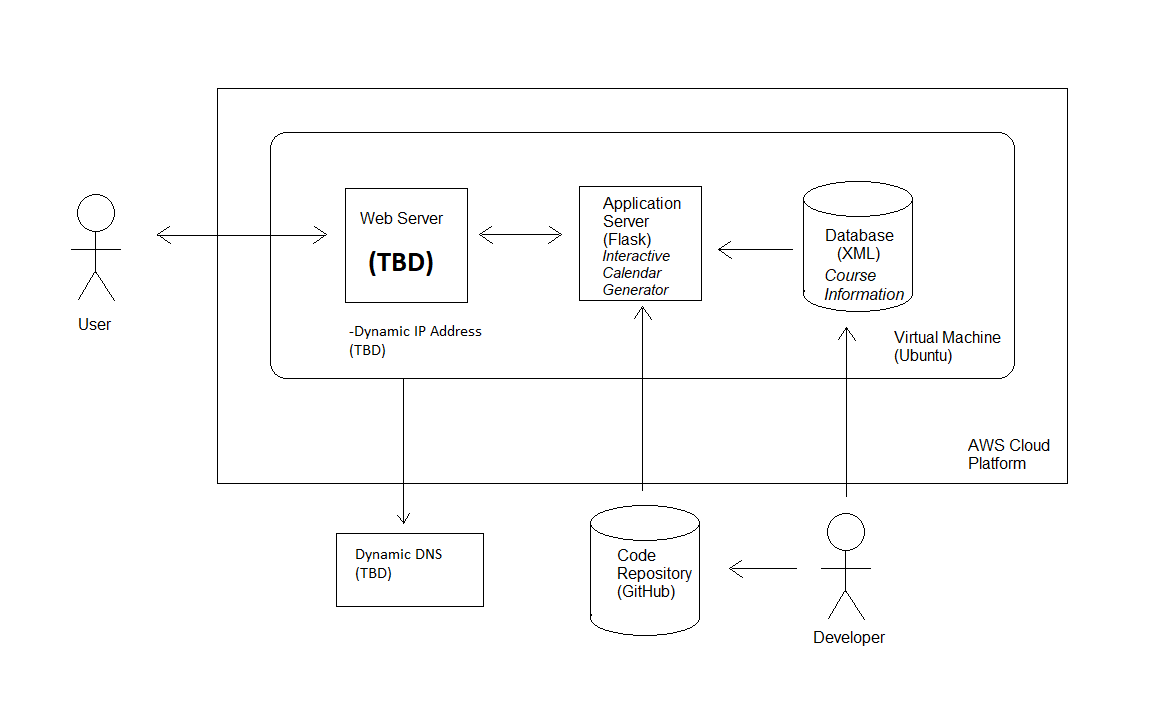 User
Web Server
(TBD)
-Dynamic IP Address
(TBD)
Application
Server
(Flask)
Interactive
Calendar
Generator
Database
(XML)
Course
Information
Virtual Machine
(Ubuntu)
AWS Cloud
Platform
Dynamic DNS
(TBD)
Code
Repository
(GitHub)
Developer